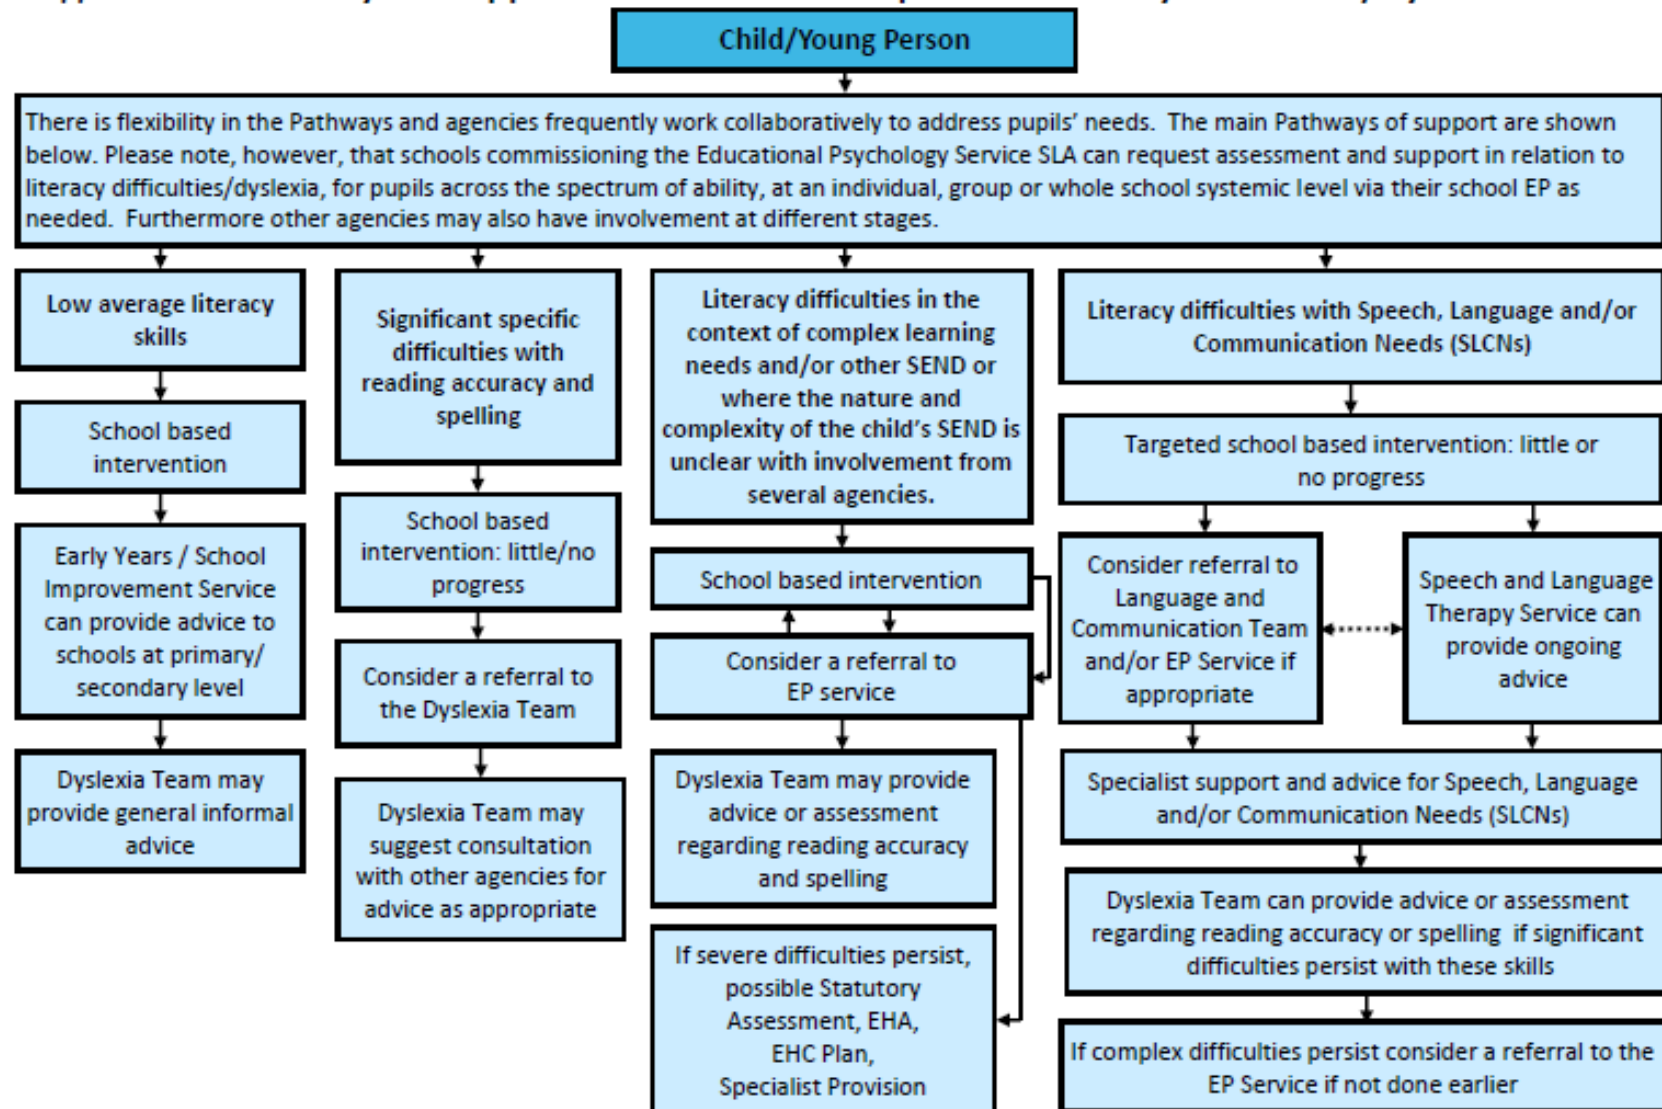 Child/Young Person
There is flexibility in the Pathways and agencies frequently work collaboratively to address pupils' needs.  The main Pathways of support are shown
below. Please note, however, that schools commissioning the Educational Psychology Service SLA can request assessment and support in relation to
literacy difficulties/dyslexia, for pupils across the spectrum of ability, at an individual, group or whole school systemic level via their school EP as
needed.  Furthermore other agencies may also have involvement at different stages.
Low average literacy
skills
School based
intervention
Early Years / School
Improvement Service
can provide advice to
schools at primary/
secondary level
Dyslexia Team may
provide general informal
advice
Significant specific
difficulties with
reading accuracy and
spelling
School based
intervention: little/no
progress
Consider a referral to
the Dyslexia Team
Dyslexia Team may
suggest consultation
with other agencies for
advice as appropriate
Literacy difficulties in the
context of complex learning
needs and/or other SEND or
where the nature and
complexity of the child's SEND is
unclear with involvement from
several agencies.
School based intervention
Consider a referral to
EP service
Dyslexia Team may provide
advice or assessment
regarding reading accuracy
and spelling
If severe difficulties persist,
possible Statutory
Assessment, EHA,
EHC Plan,
Specialist Provision
Literacy difficulties with Speech, Language and/or
Communication Needs (SLCNs)
Targeted school based intervention: little or
no progress
Consider referral to
Language and
Communication Team
and/or EP Service if
appropriate
Speech and Language
Therapy Service can
provide ongoing
advice
Specialist support and advice for Speech, Language
and/or Communication Needs (SLCNs)
Dyslexia Team can provide advice or assessment
regarding reading accuracy or spelling  if significant
difficulties persist with these skills
If complex difficulties persist consider a referral to the
EP Service if not done earlier